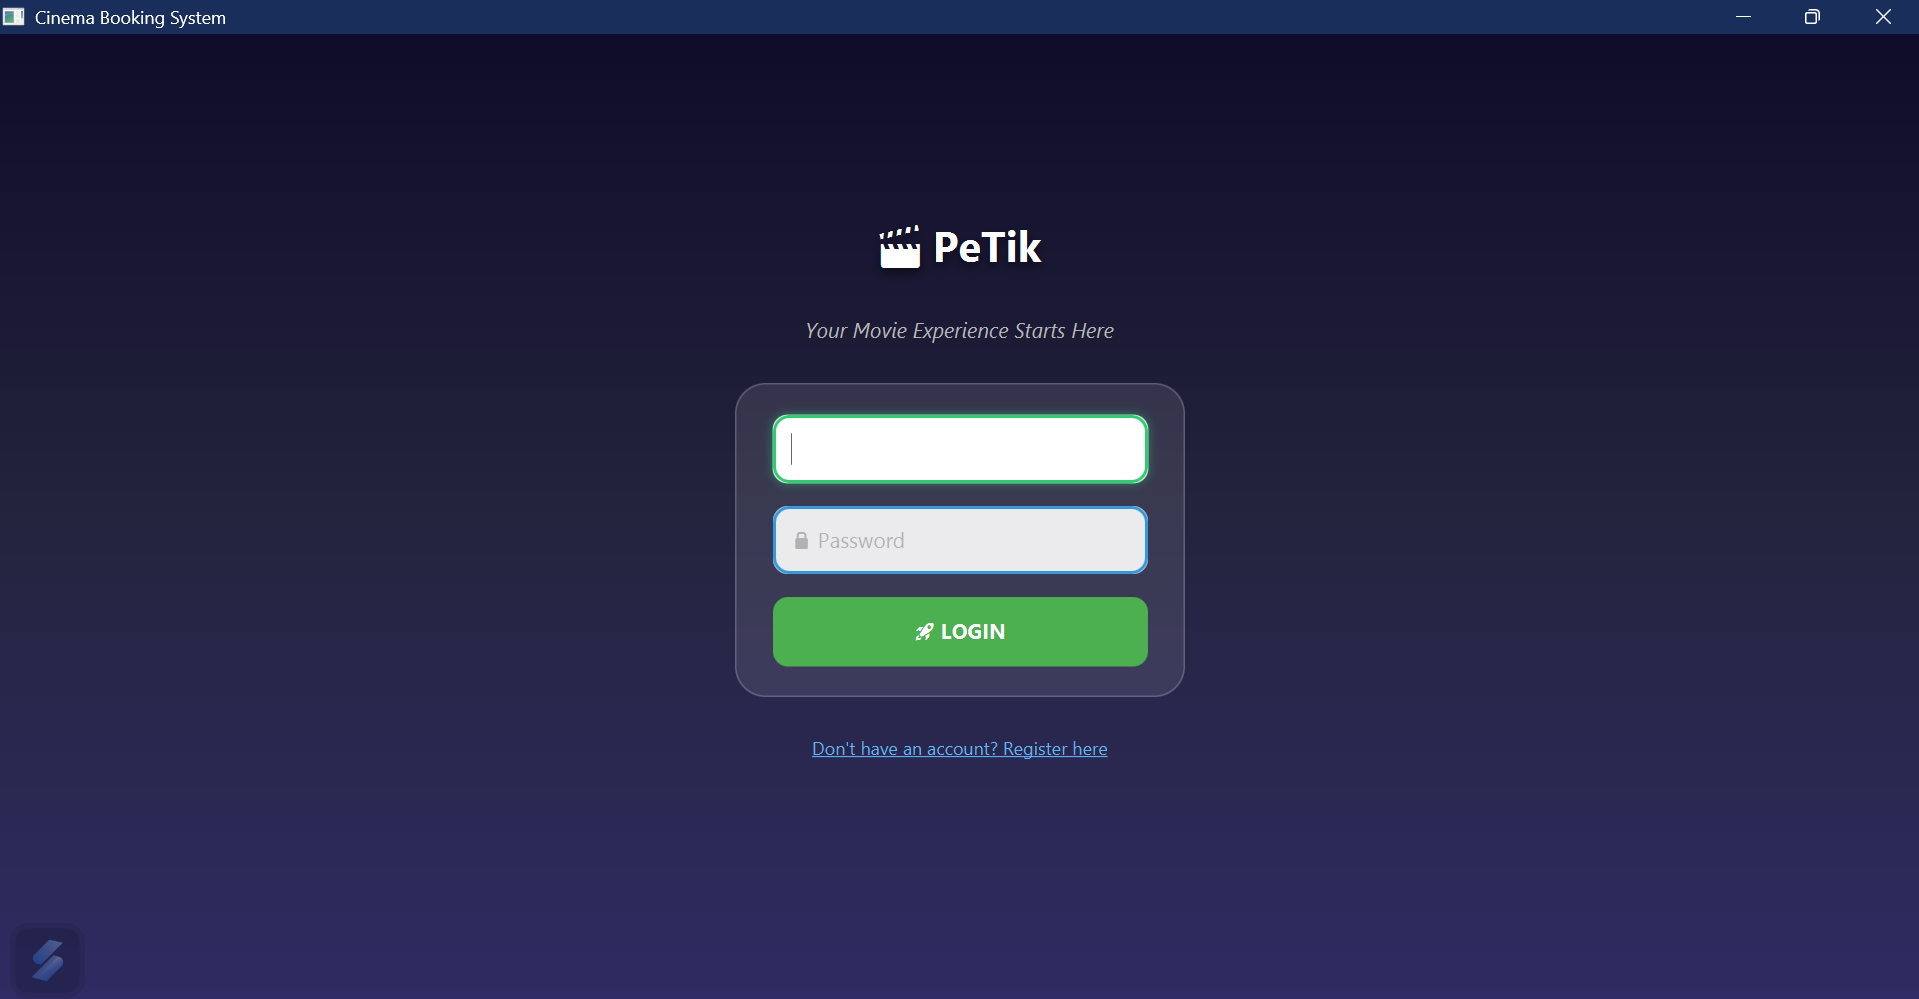 Cinema Booking System
PeTik
Your Movie Experience Starts Here
Password
LOGIN
Don't have an account? Register here